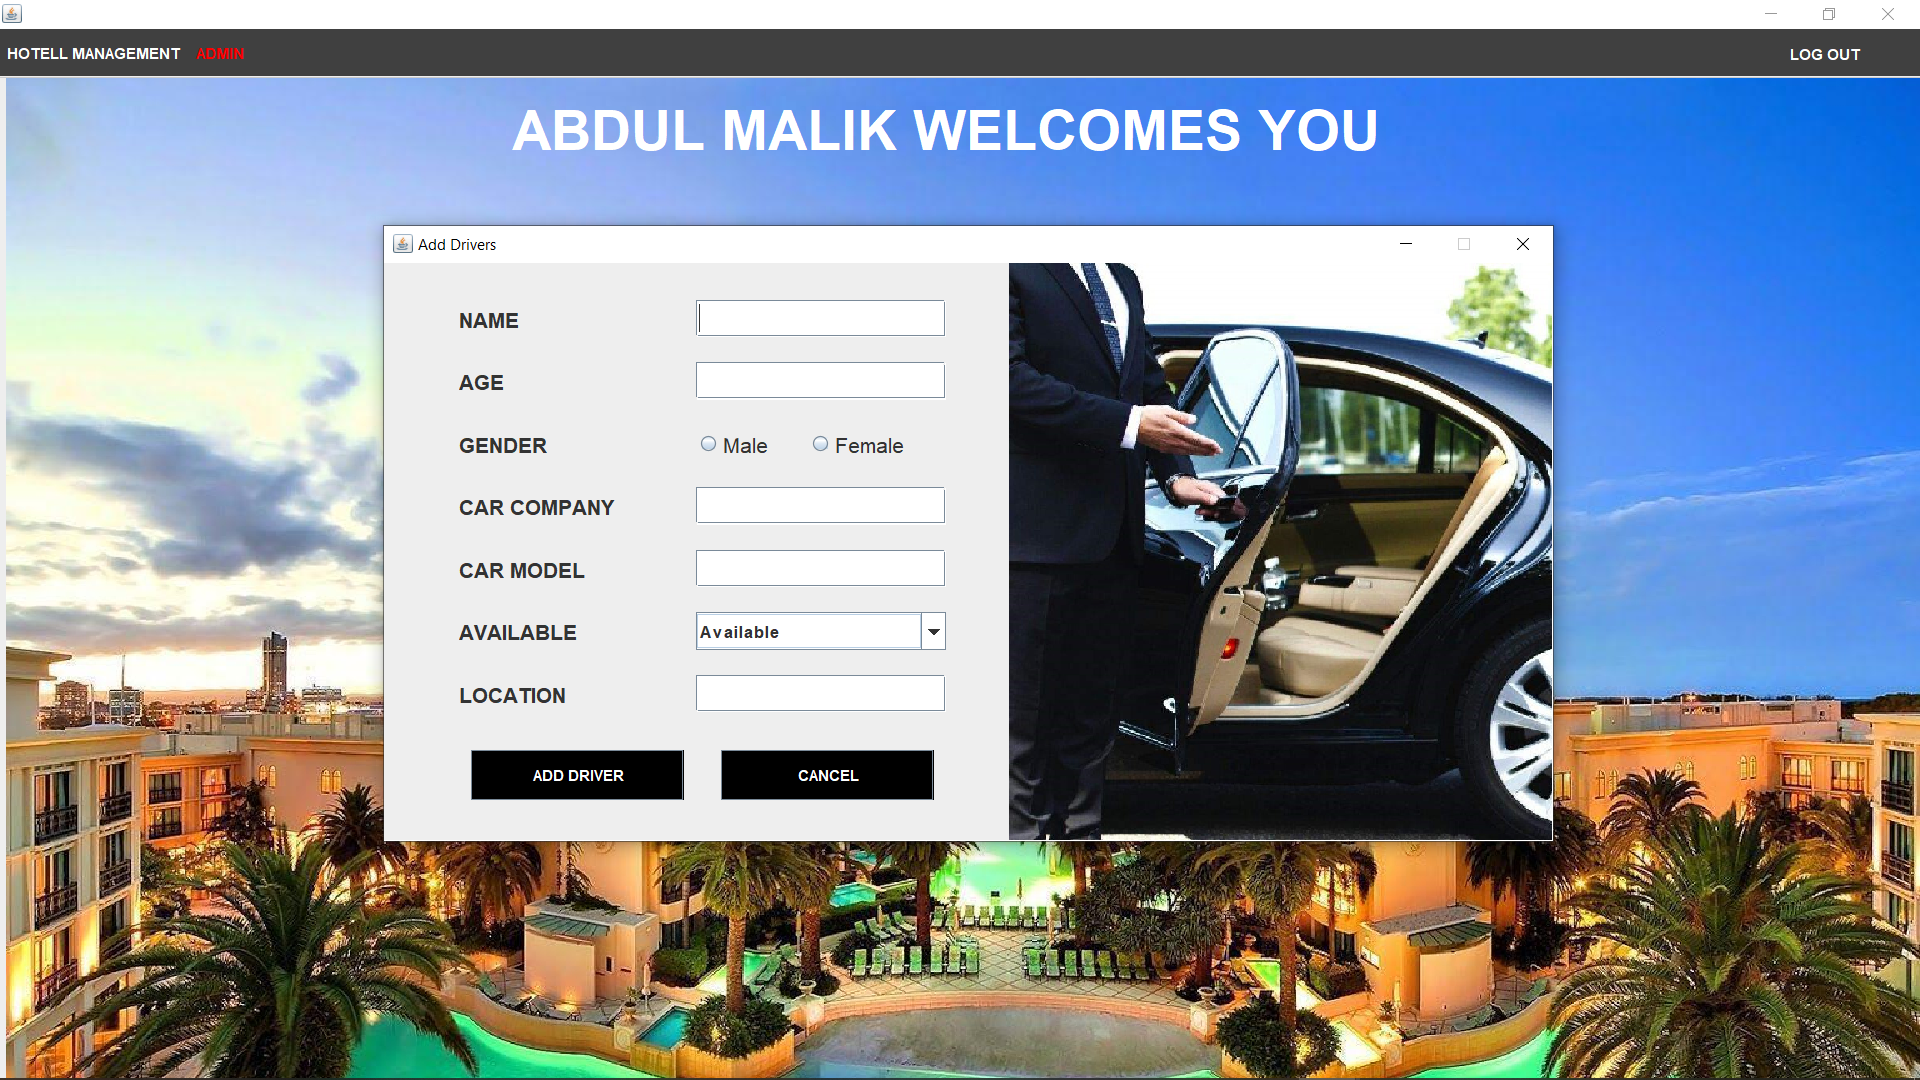 HOTELL MANAGEMENT ADMIN LOG OUT
ABDUL MALIK WELCOMES YOU
Add Drivers
NAME
AGE
GENDER Male Female
CAR COMPANY
CAR MODEL
AVAILABLE Available
LOCATION
ADD DRIVER CANCEL